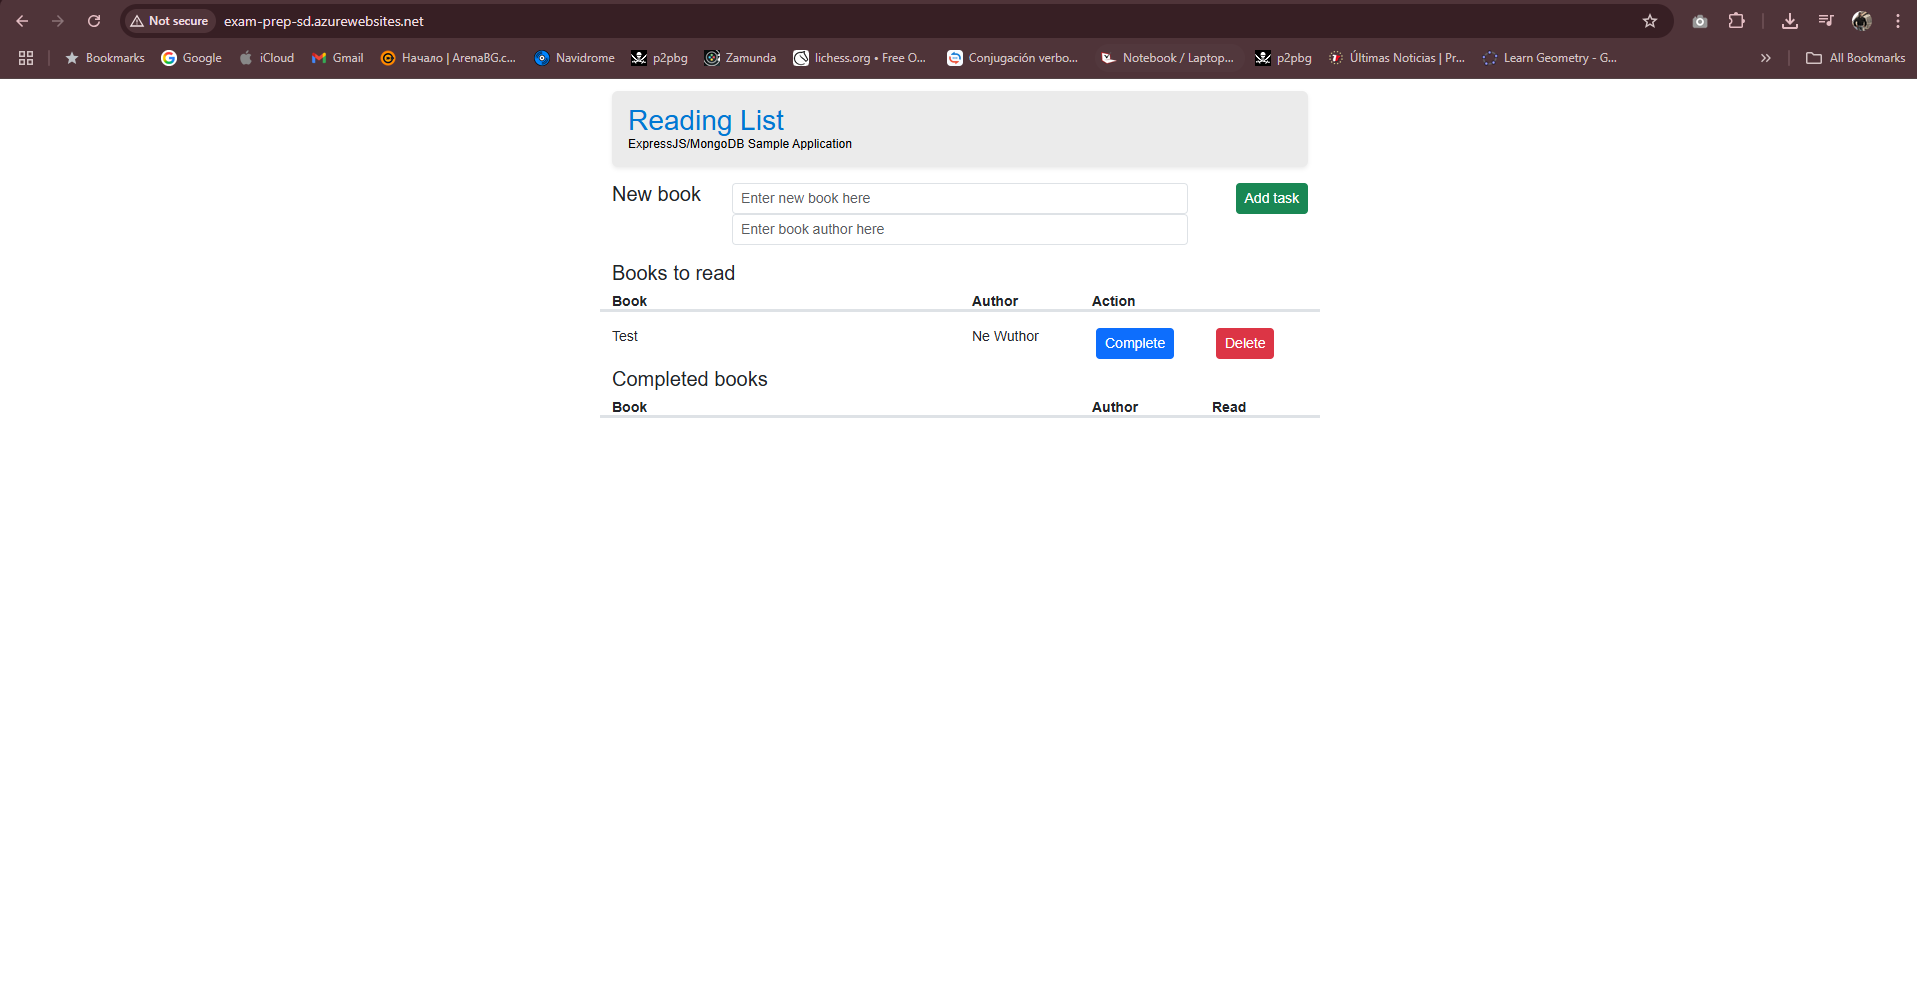 Not secure exam-prep-sd.azurewebsites.net
Bookmarks Google iCloud Gmail Начало | ArenaBG.c... Navidrome p2pbg Zamunda lichess.org • Free O... Conjugación verbo... Notebook / Laptop... p2pbg Últimas Noticias | Pr... Learn Geometry - G... » All Bookmarks
Reading List
ExpressJS/MongoDB Sample Application
New book Enter new book here Add task
Enter book author here
Books to read
Book Author Action
Test Ne Wuthor Complete Delete
Completed books
Book Author Read